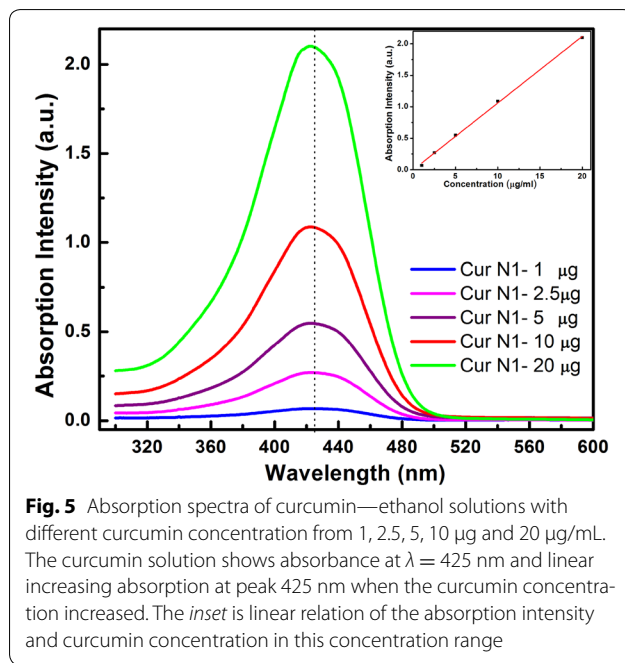 2.0
1.5
1.0
0.5
0.0
Absorption Intensity (a.u.)
320 360 400 440 480 520 560 600
Wavelength (nm)
2.0
1.5
1.0
0.5
0.0
Absorption Intensity (a.u.)
0 5 10 15 20
Concentration (μg/ml)
Cur N1- 1 μg
Cur N1- 2.5μg
Cur N1- 5 μg
Cur N1- 10 μg
Cur N1- 20 μg
Fig. 5 Absorption spectra of curcumin—ethanol solutions with
different curcumin concentration from 1, 2.5, 5, 10 μg and 20 μg/mL.
The curcumin solution shows absorbance at λ = 425 nm and linear
increasing absorption at peak 425 nm when the curcumin concentra-
tion increased. The inset is linear relation of the absorption intensity
and curcumin concentration in this concentration range